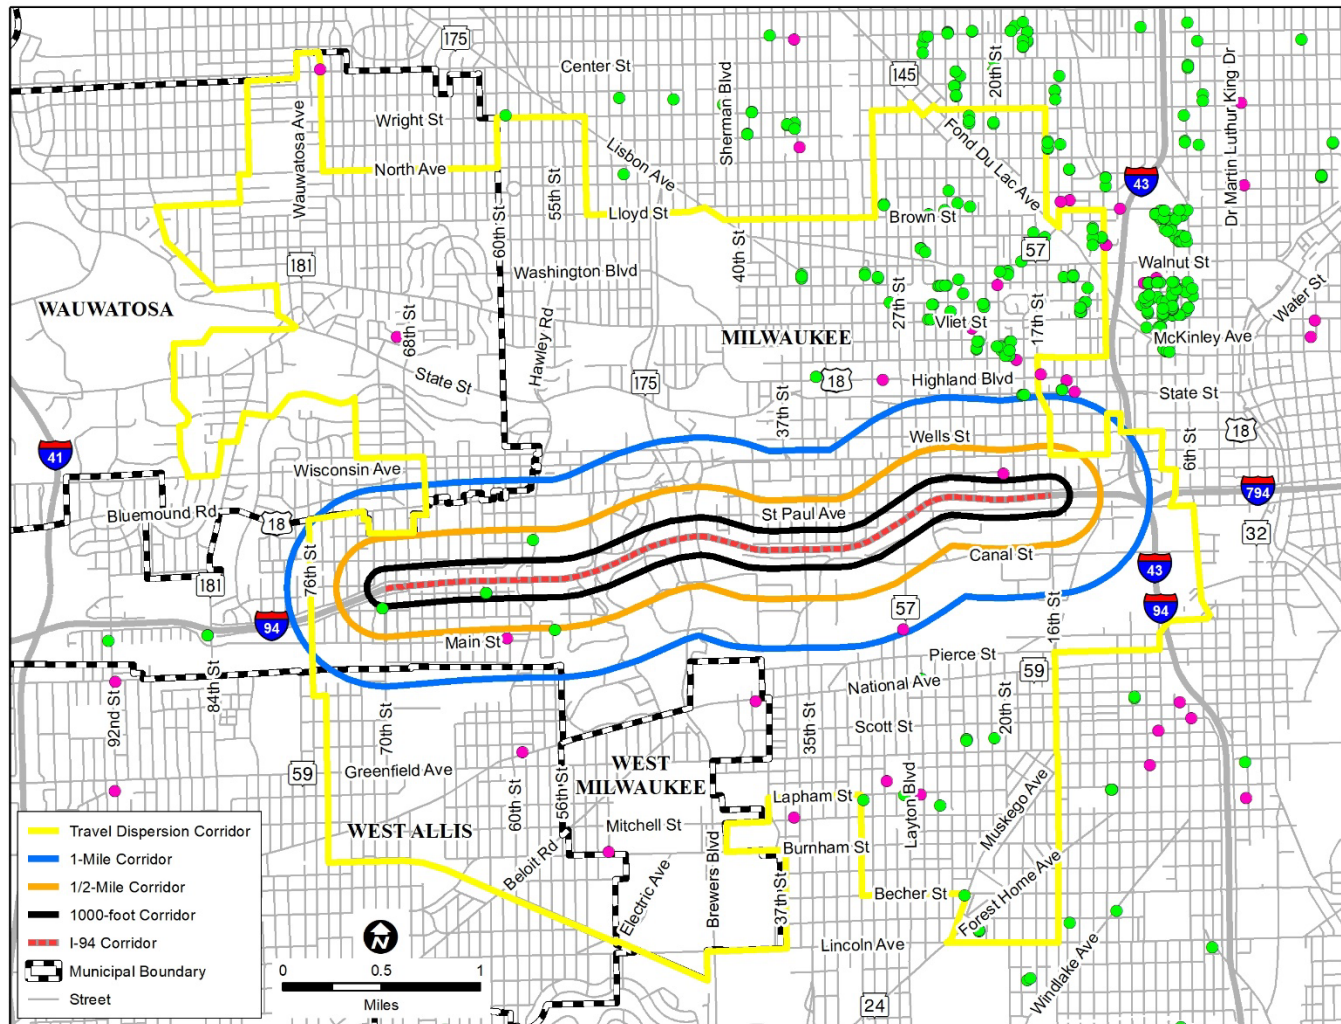 175
Center St
Sherman Blvd
145
20th St
Dr Martin Luthur King Dr
Wauwatosa Ave
Wright St
Lisbon Ave
Fond Du Lac Ave
North Ave
55th St
43
60th St
Lloyd St
Brown St
40th St
57
181
Washington Blvd
Walnut St
WAUWATOSA
27th St
17th St
Water St
68th St
Hawley Rd
MILWAUKEE
Vliet St
McKinley Ave
State St
175
18
Highland Blvd
State St
37th St
41
Wells St
6th St
18
Wisconsin Ave
794
Bluemound Rd
18
St Paul Ave
32
76th St
Canal St
181
43
94
57
94
16th St
Main St
Pierce St
59
84th St
National Ave
92nd St
70th St
35th St
Scott St
20th St
59
Greenfield Ave
WEST
MILWAUKEE
60th St
56th St
Lapham St
Layton Blvd
Muskego Ave
WEST ALLIS
Mitchell St
Burnham St
Beloit Rd
Electric Ave
Brewers Blvd
37th St
Becher St
Forest Home Ave
Lincoln Ave
Windlake Ave
24
Travel Dispersion Corridor
1-Mile Corridor
1/2-Mile Corridor
1000-foot Corridor
I-94 Corridor
Municipal Boundary
Street
N
0 0.5 1
Miles